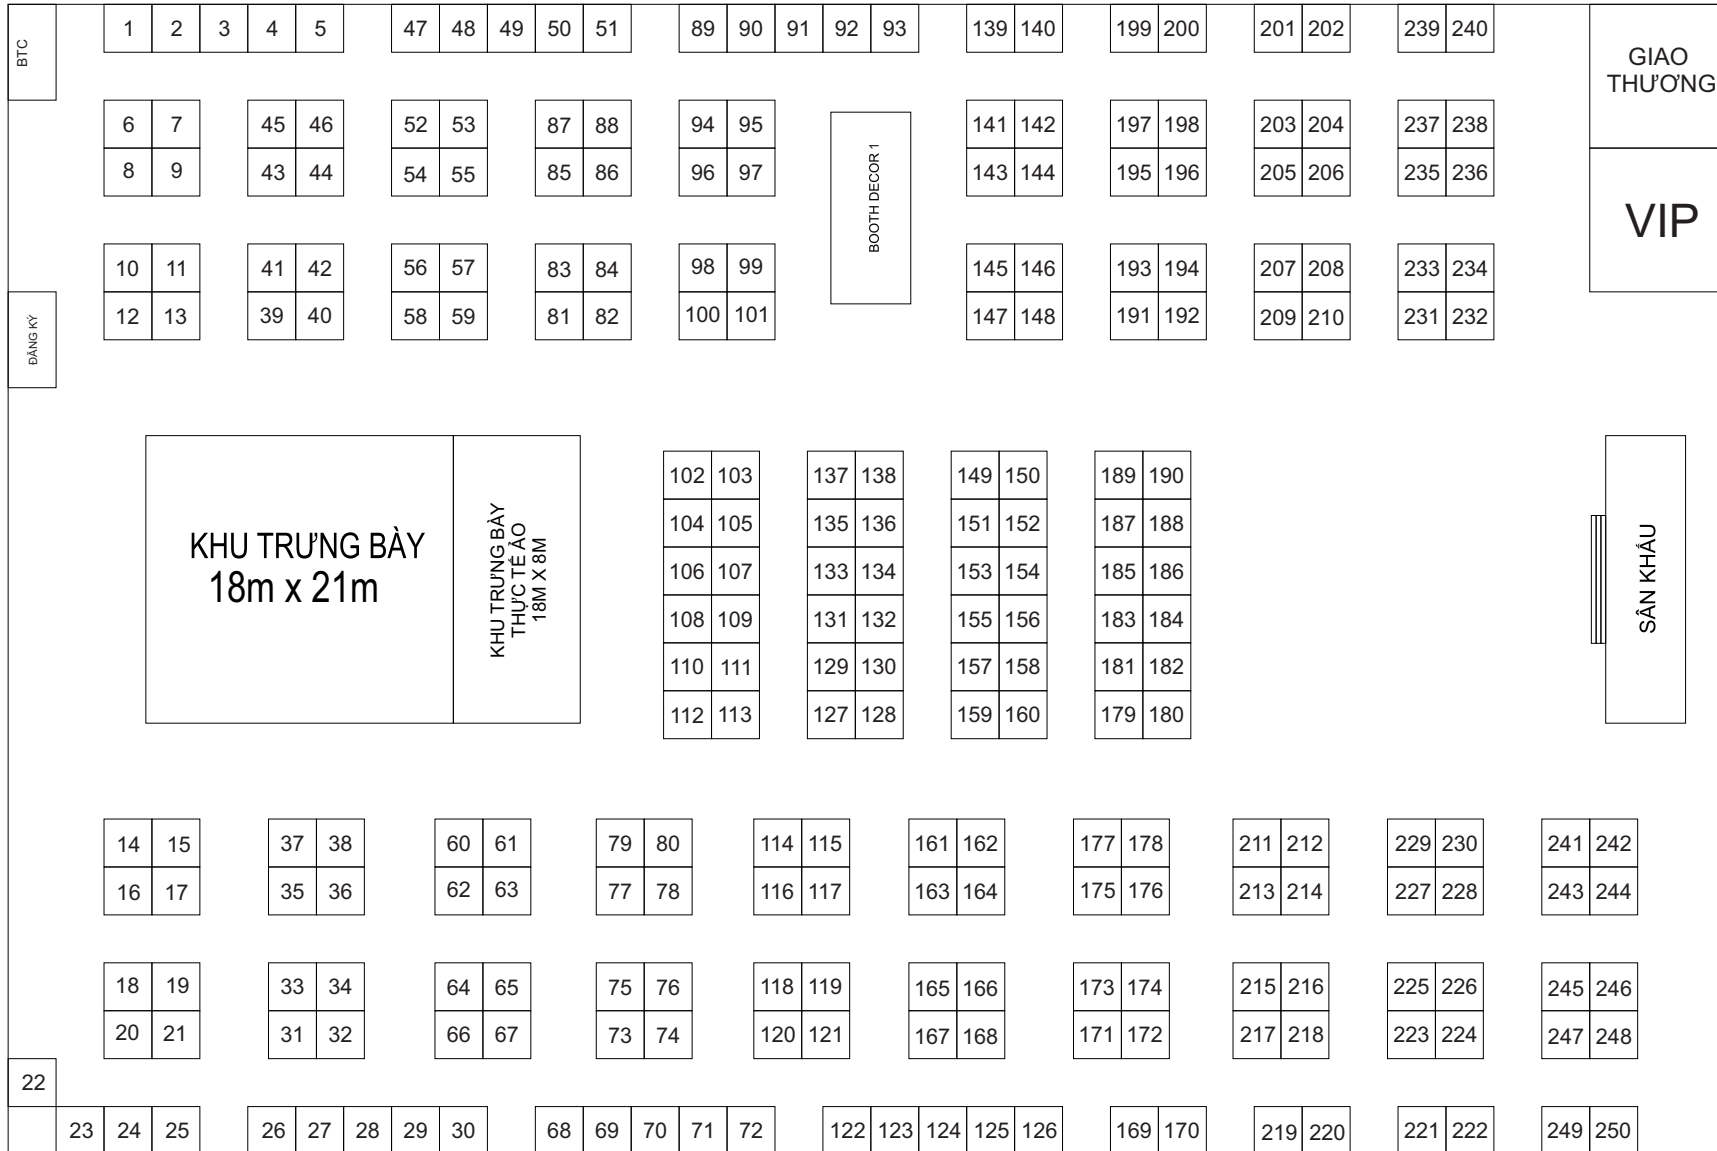 BTC
1 2 3 4 5 47 48 49 50 51 89 90 91 92 93 139 140 199 200 201 202 239 240
GIAO
THƯƠNG
6 7 45 46 52 53 87 88 94 95 141 142 197 198 203 204 237 238
8 9 43 44 54 55 85 86 96 97 143 144 195 196 205 206 235 236
BOOTH DECOR 1
VIP
10 11 41 42 56 57 83 84 98 99 145 146 193 194 207 208 233 234
12 13 39 40 58 59 81 82 100 101 147 148 191 192 209 210 231 232
ĐĂNG KÝ
KHU TRƯNG BÀY
18m x 21m
KHU TRƯNG BÀY
THỰC TẾ ẢO
18M X 8M
102 103 137 138 149 150 189 190
104 105 135 136 151 152 187 188
106 107 133 134 153 154 185 186
108 109 131 132 155 156 183 184
110 111 129 130 157 158 181 182
112 113 127 128 159 160 179 180
SÂN KHẤU
14 15 37 38 60 61 79 80 114 115 161 162 177 178 211 212 229 230 241 242
16 17 35 36 62 63 77 78 116 117 163 164 175 176 213 214 227 228 243 244
18 19 33 34 64 65 75 76 118 119 165 166 173 174 215 216 225 226 245 246
20 21 31 32 66 67 73 74 120 121 167 168 171 172 217 218 223 224 247 248
22
23 24 25 26 27 28 29 30 68 69 70 71 72 122 123 124 125 126 169 170 219 220 221 222 249 250